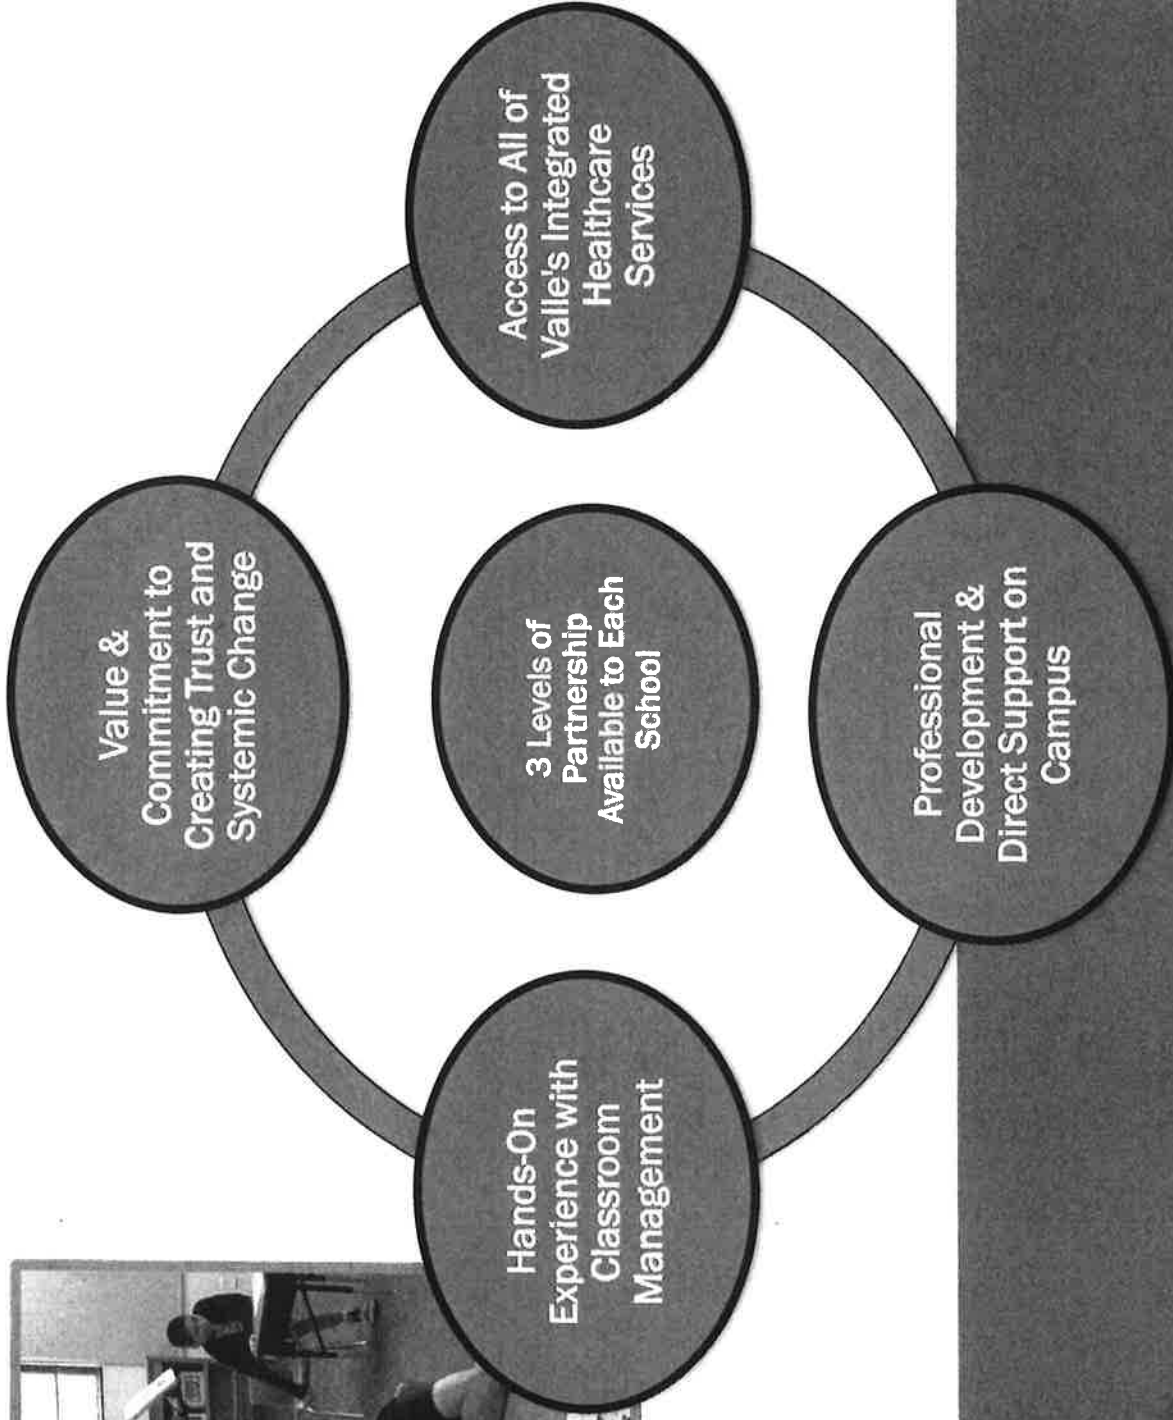 Value &
Commitment to
Creating Trust and
Systemic Change
Access to All of
Valle's Integrated
Healthcare
Services
3 Levels of
Partnership
Available to Each
School
Hands-On
Experience with
Classroom
Management
Professional
Development &
Direct Support on
Campus